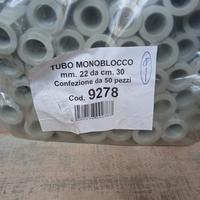 TUBO MONOBLOCCO
mm. 22 da cm. 30
Confezione da 50 pezzi
Cod. 9278